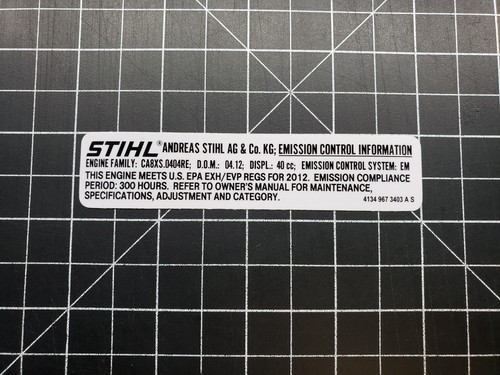 STIHL® ANDREAS STIHL AG & Co. KG; EMISSION CONTROL INFORMATION
ENGINE FAMILY: CA8XS.0404RE; D.O.M.: 04.12; DISPL.: 40 cc; EMISSION CONTROL SYSTEM: EM
THIS ENGINE MEETS U.S. EPA EXH/EVP REGS FOR 2012. EMISSION COMPLIANCE
PERIOD: 300 HOURS. REFER TO OWNER'S MANUAL FOR MAINTENANCE,
SPECIFICATIONS, ADJUSTMENT AND CATEGORY. 4134 967 3403 A S